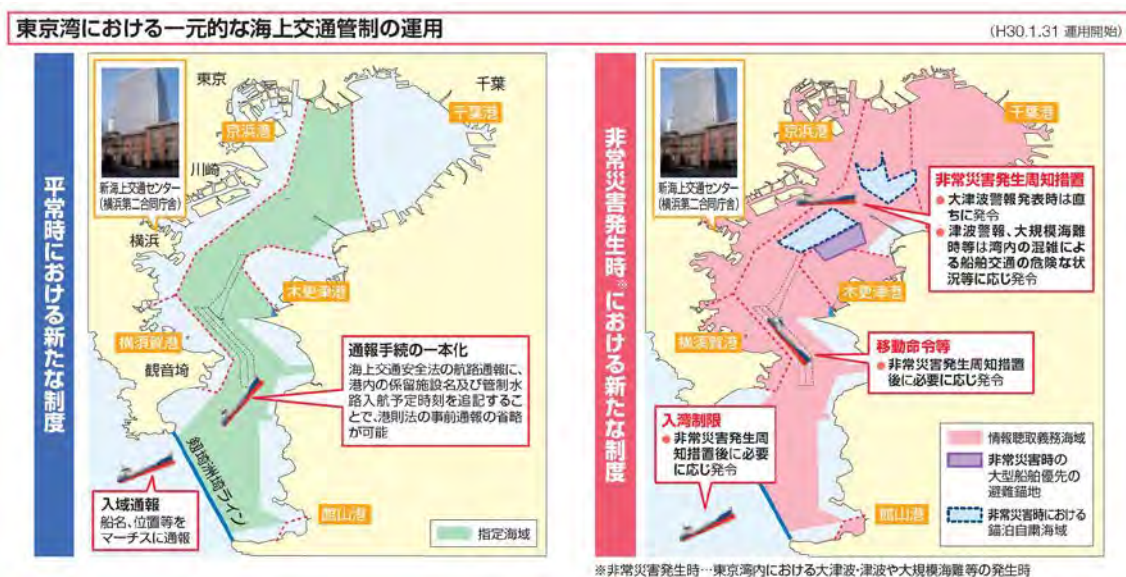 東京湾における一元的な海上交通管制の運用
(H30.1.31 運用開始)
平常時における新たな制度
新海上交通センター
(横浜第二合同庁舎)
東京
千葉
京浜港
千葉港
川崎
横浜
木更津港
横須賀港
観音埼
通報手続の一本化
海上交通安全法の航路通報に、
港内の係留施設名及び管制水
路入航予定時刻を追記するこ
とで、港則法の事前通報の省略
が可能
剱埼洲埼ライン
入域通報
船名、位置等を
マーチスに通報
館山港
指定海域
非常災害発生時※における新たな制度
新海上交通センター
(横浜第二合同庁舎)
京浜港
千葉港
非常災害発生周知措置
● 大津波警報発表時は直
ちに発令
● 津波警報、大規模海難
時等は湾内の混雑によ
る船舶交通の危険な状
況等に応じ発令
木更津港
横須賀港
移動命令等
● 非常災害発生周知措置
後に必要に応じ発令
入湾制限
● 非常災害発生周
知措置後に必要
に応じ発令
館山港
情報聴取義務海域
非常災害時の
大型船舶優先の
避難錨地
非常災害時における
錨泊自粛海域
※非常災害発生時…東京湾内における大津波・津波や大規模海難等の発生時